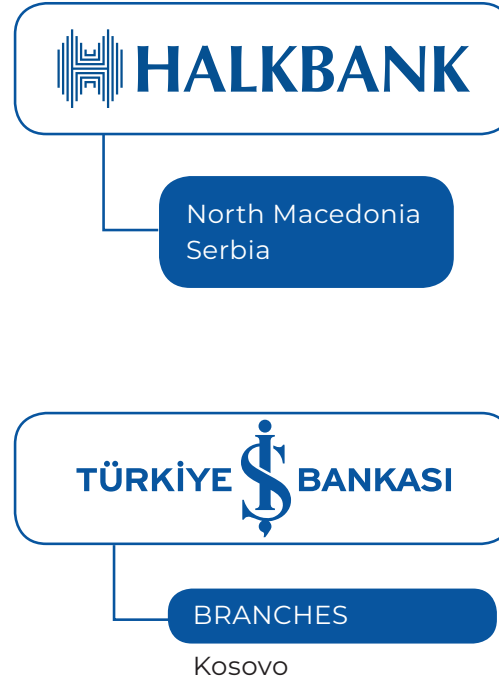 HALKBANK
North Macedonia
Serbia
TÜRKİYE İŞ BANKASI
BRANCHES
Kosovo